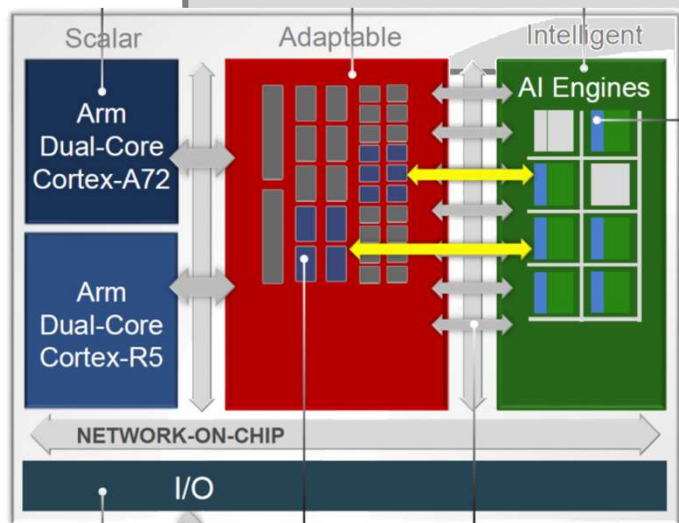 Scalar
Adaptable
Intelligent
Arm
Dual-Core
Cortex-A72
AI Engines
Arm
Dual-Core
Cortex-R5
NETWORK-ON-CHIP
I/O